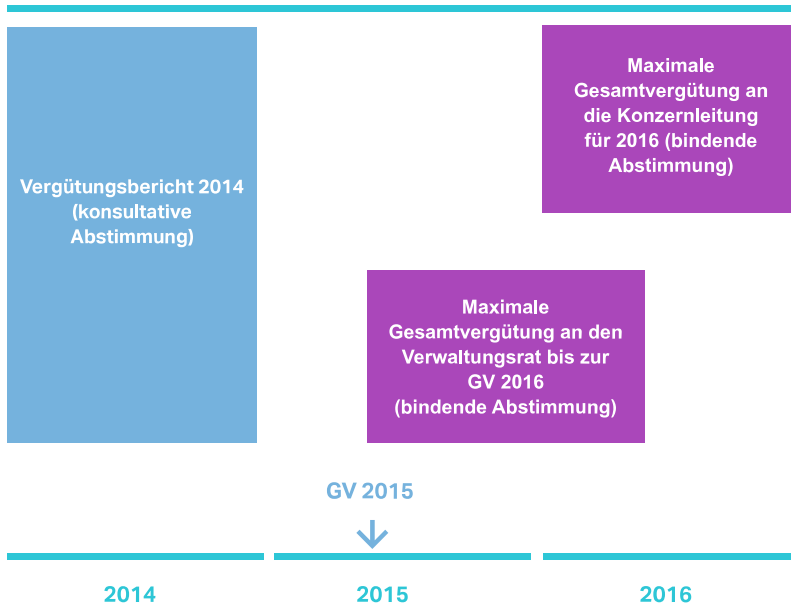 Vergütungsbericht 2014
(konsultative
Abstimmung)
Maximale
Gesamtvergütung an
die Konzernleitung
für 2016 (bindende
Abstimmung)
Maximale
Gesamtvergütung an den
Verwaltungsrat bis zur
GV 2016
(bindende Abstimmung)
GV 2015
2014
2015
2016